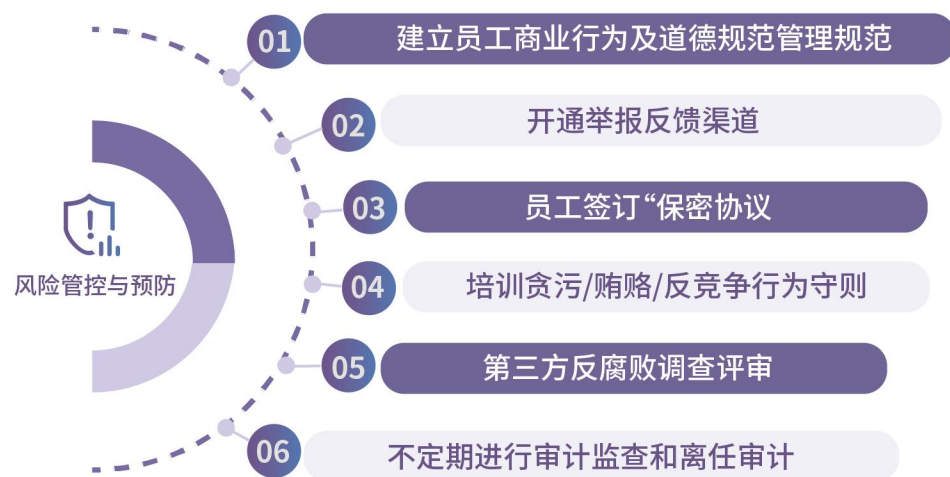 01 建立员工商业行为及道德规范管理规范
02 开通举报反馈渠道
03 员工签订“保密协议
风险管控与预防
04 培训贪污/贿赂/反竞争行为守则
05 第三方反腐败调查评审
06 不定期进行审计监查和离任审计